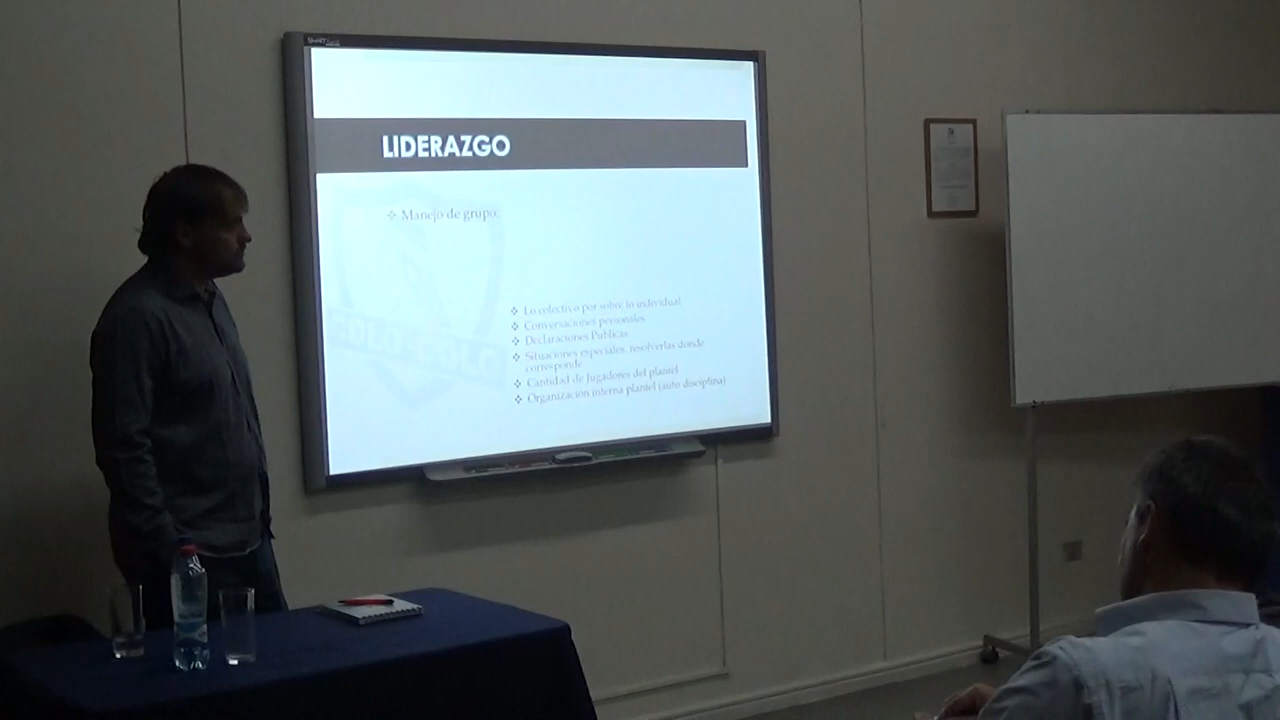 SMART
LIDERAZGO
❖ Manejo de grupo:
❖ Lo colectivo por sobre lo individual
❖ Conversaciones personales
❖ Declaraciones Publicas
❖ Situaciones especiales, resolverlas donde
corresponde
❖ Cantidad de Jugadores del plantel
❖ Organización interna plantel (auto disciplina)